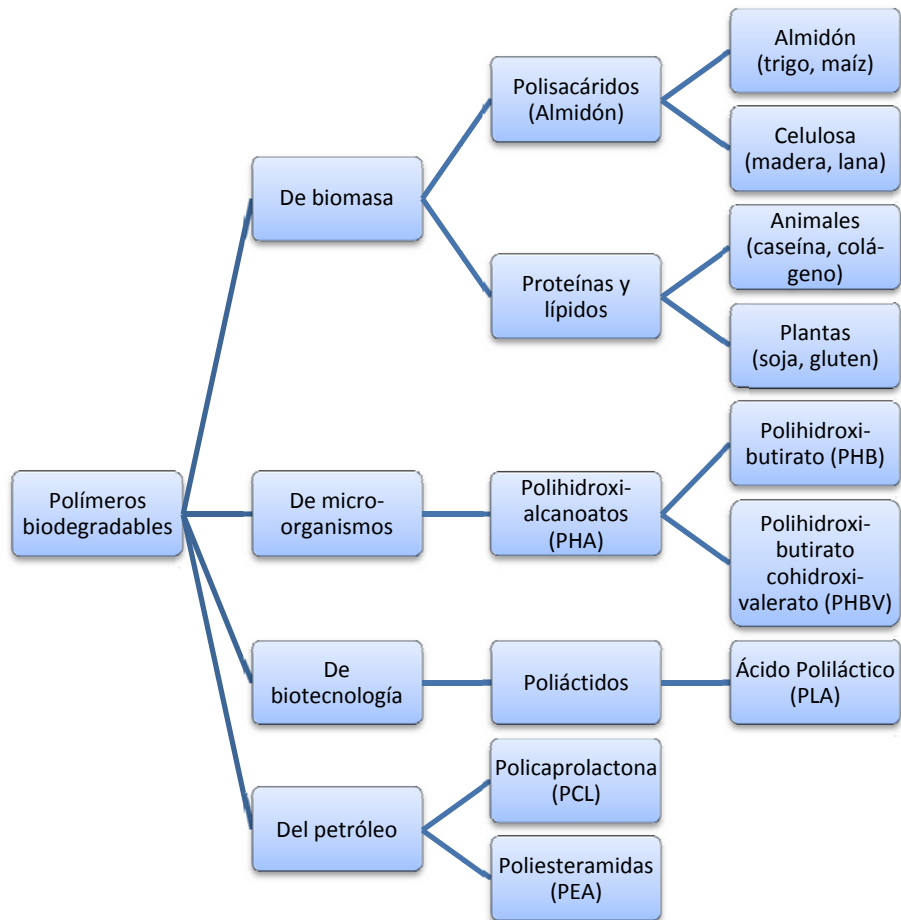 Polímeros
biodegradables
De biomasa
Polisacáridos
(Almidón)
Almidón
(trigo, maíz)
Celulosa
(madera, lana)
Proteínas y
lípidos
Animales
(caseína, colá-
geno)
Plantas
(soja, gluten)
De micro-
organismos
Polihidroxi-
alcanoatos
(PHA)
Polihidroxi-
butirato (PHB)
Polihidroxi-
butirato
cohidroxi-
valerato (PHBV)
De
biotecnología
Poliáctidos
Ácido Poliláctico
(PLA)
Del petróleo
Policaprolactona
(PCL)
Poliesteramidas
(PEA)